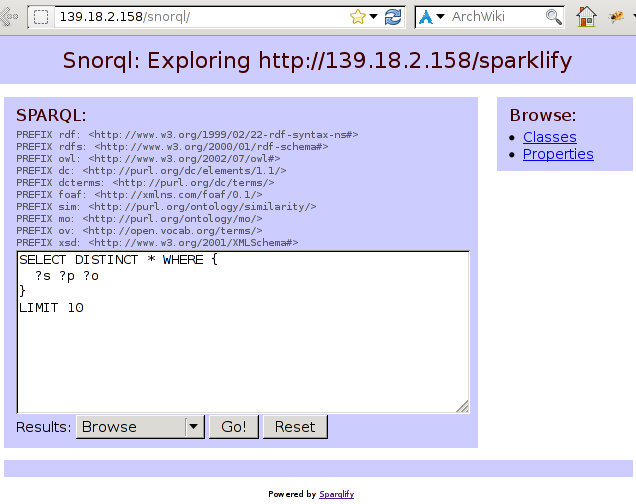 139.18.2.158/snorql/
ArchWiki
Snorql: Exploring http://139.18.2.158/sparklify
SPARQL:
PREFIX rdf: <http://www.w3.org/1999/02/22-rdf-syntax-ns#>
PREFIX rdfs: <http://www.w3.org/2000/01/rdf-schema#>
PREFIX owl: <http://www.w3.org/2002/07/owl#>
PREFIX dc: <http://purl.org/dc/elements/1.1/>
PREFIX dcterms: <http://purl.org/dc/terms/>
PREFIX foaf: <http://xmlns.com/foaf/0.1/>
PREFIX sim: <http://purl.org/ontology/similarity/>
PREFIX mo: <http://purl.org/ontology/mo/>
PREFIX ov: <http://open.vocab.org/terms/>
PREFIX xsd: <http://www.w3.org/2001/XMLSchema#>
SELECT DISTINCT * WHERE {
?s ?p ?o
}
LIMIT 10
Results: Browse Go! Reset
Browse:
Classes
Properties
Powered by Sparqlify